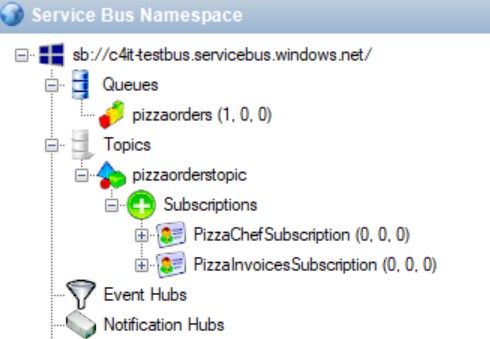 Service Bus Namespace
sb://c4it-testbus.servicebus.windows.net/
Queues
pizzaorders (1, 0, 0)
Topics
pizzaorderstopic
Subscriptions
PizzaChefSubscription (0, 0, 0)
PizzaInvoicesSubscription (0, 0, 0)
Event Hubs
Notification Hubs